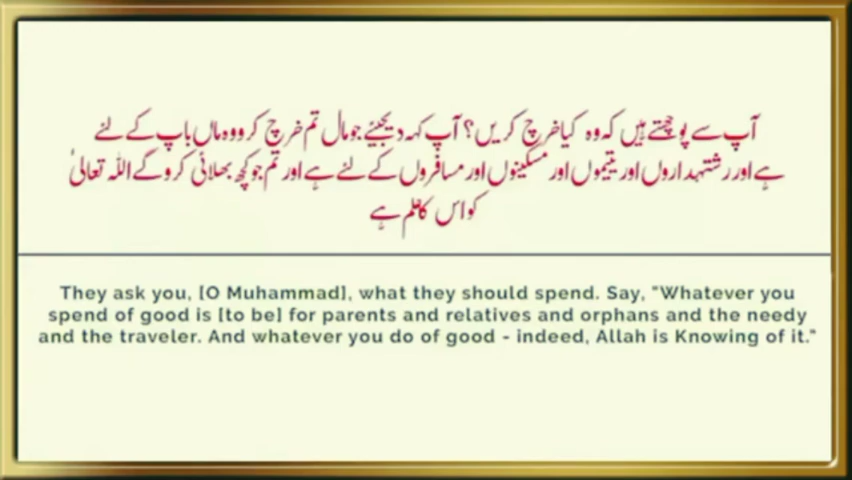 آپ سے پوچھتے ہیں کہ وہ کیا خرچ کریں؟ آپ کہہ دیجیئے جو مال تم خرچ کرو وہ ماں باپ کے لئے
ہے اور رشتہداروں اور یتیموں اور مسکینوں اور مسافروں کے لئے ہے اور تم جو کچھ بھلائی کرو گے اللہ تعالیٰ
کو اس کا علم ہے
They ask you, [O Muhammad], what they should spend. Say, "Whatever you
spend of good is [to be] for parents and relatives and orphans and the needy
and the traveler. And whatever you do of good - indeed, Allah is Knowing of it."